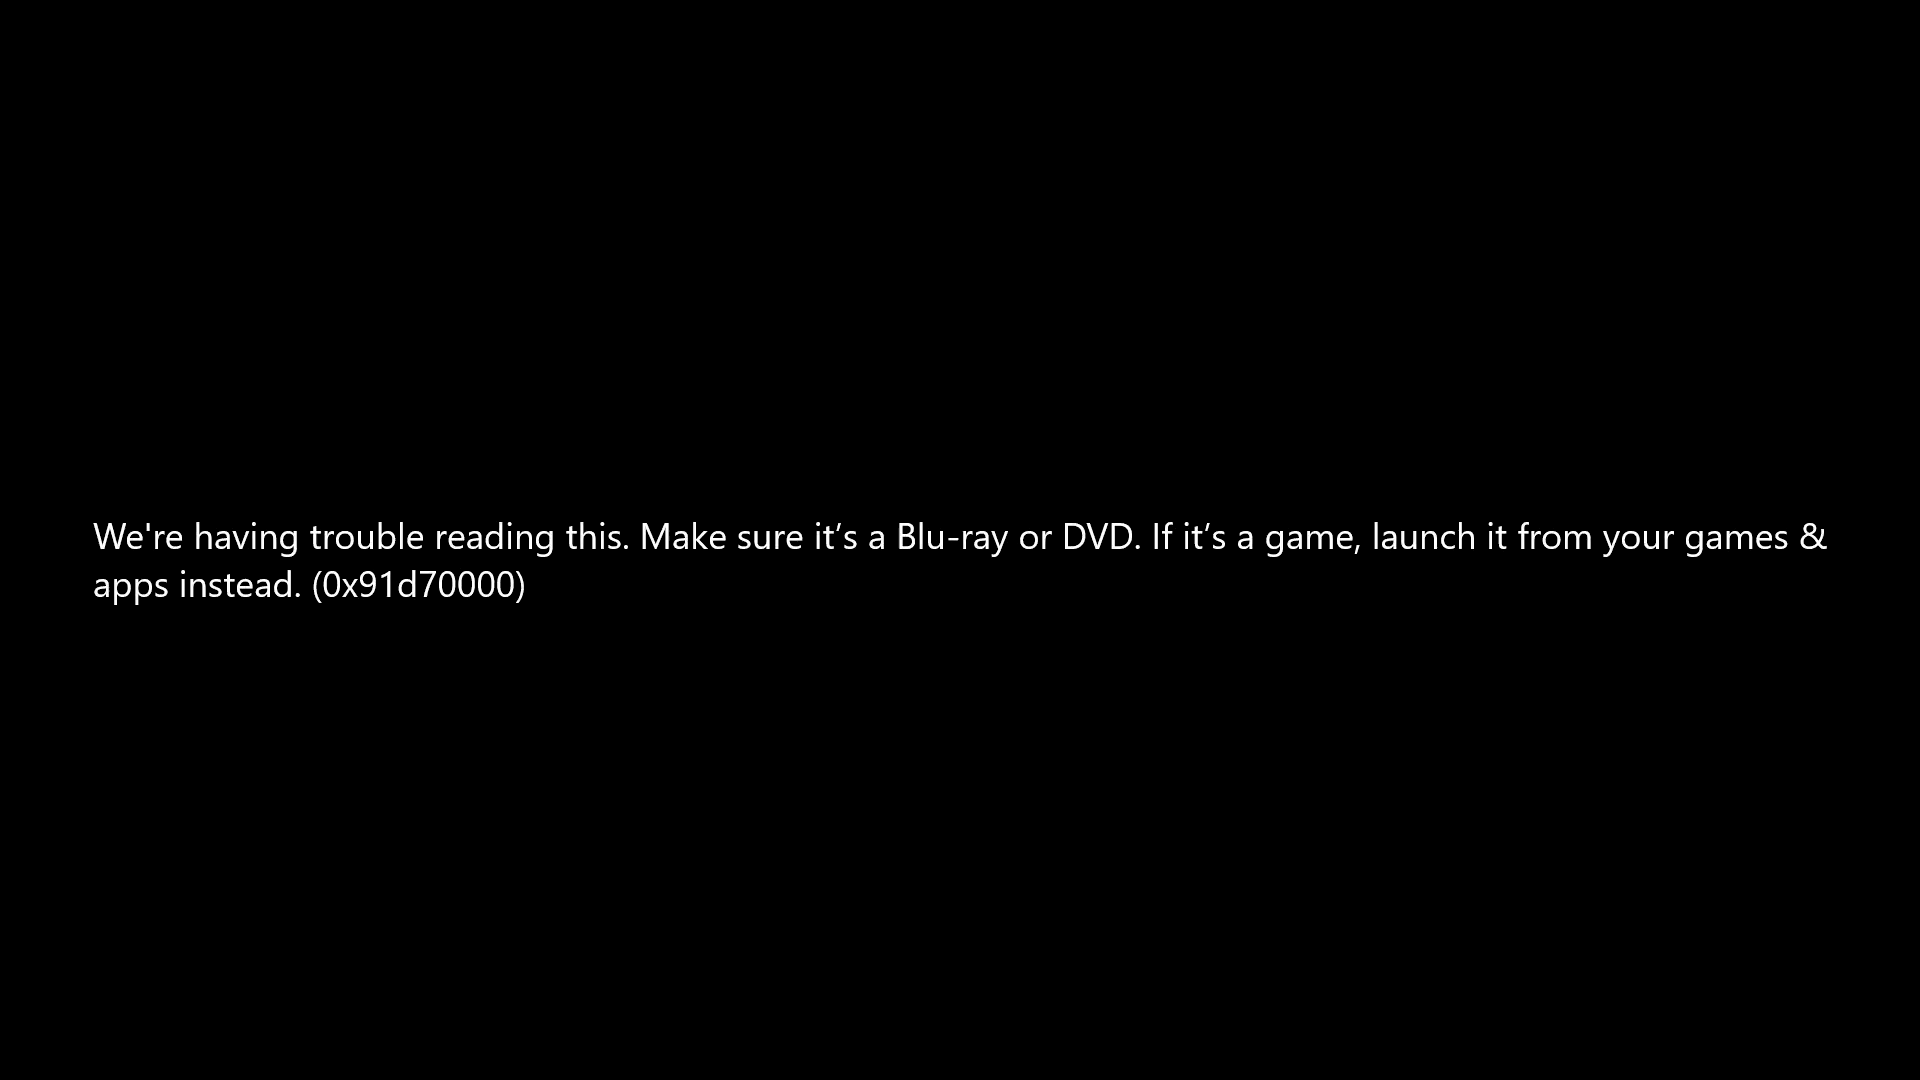 We're having trouble reading this. Make sure it’s a Blu-ray or DVD. If it’s a game, launch it from your games &
apps instead. (0x91d70000)